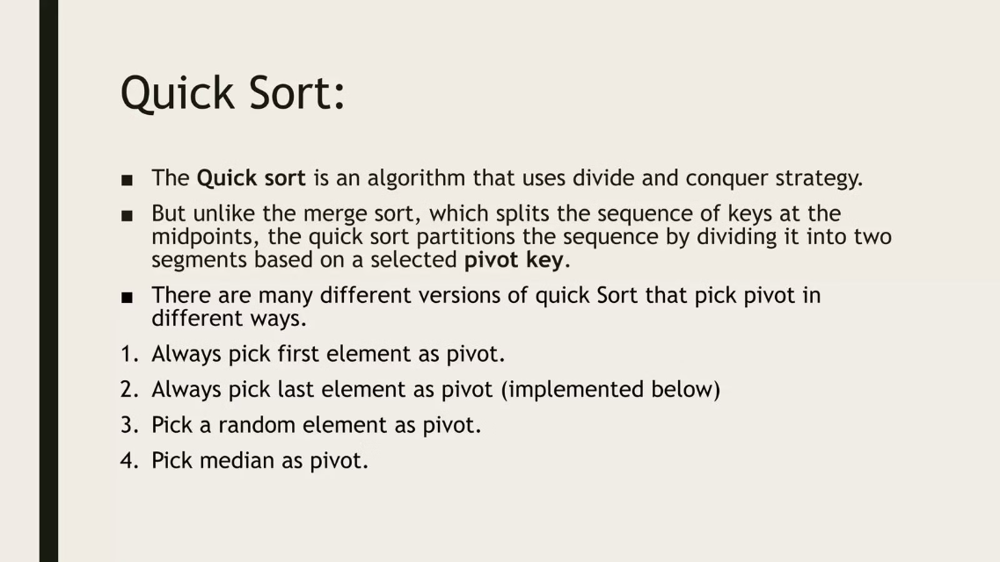 Quick Sort:
■ The Quick sort is an algorithm that uses divide and conquer strategy.
■ But unlike the merge sort, which splits the sequence of keys at the
midpoints, the quick sort partitions the sequence by dividing it into two
segments based on a selected pivot key.
■ There are many different versions of quick Sort that pick pivot in
different ways.
1. Always pick first element as pivot.
2. Always pick last element as pivot (implemented below)
3. Pick a random element as pivot.
4. Pick median as pivot.